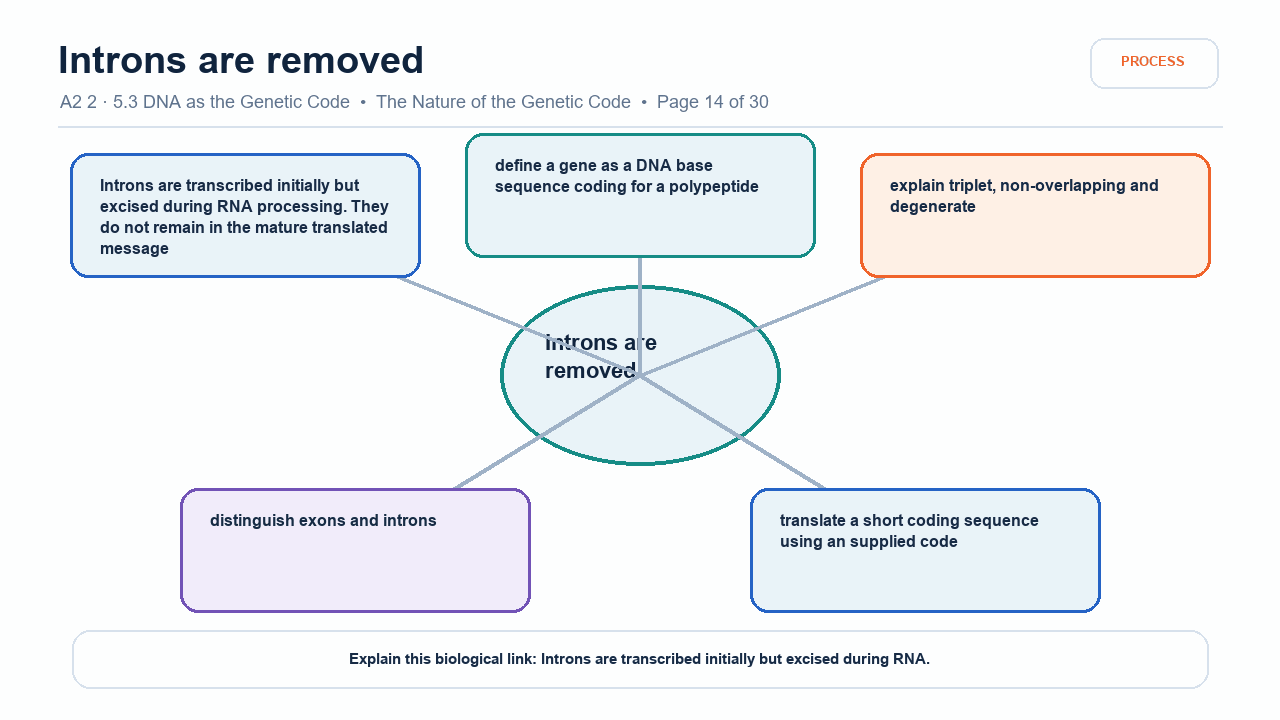 Introns are removed
PROCESS
A2 2 · 5.3 DNA as the Genetic Code • The Nature of the Genetic Code • Page 14 of 30
Introns are transcribed initially but
excised during RNA processing. They
do not remain in the mature translated
message
define a gene as a DNA base
sequence coding for a polypeptide
explain triplet, non-overlapping and
degenerate
Introns are
removed
distinguish exons and introns
translate a short coding sequence
using an supplied code
Explain this biological link: Introns are transcribed initially but excised during RNA.